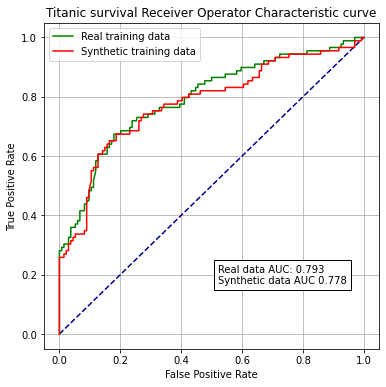 Titanic survival Receiver Operator Characteristic curve
1.0
0.8
0.6
0.4
0.2
0.0
True Positive Rate
Real training data
Synthetic training data
Real data AUC: 0.793
Synthetic data AUC 0.778
0.0 0.2 0.4 0.6 0.8 1.0
False Positive Rate